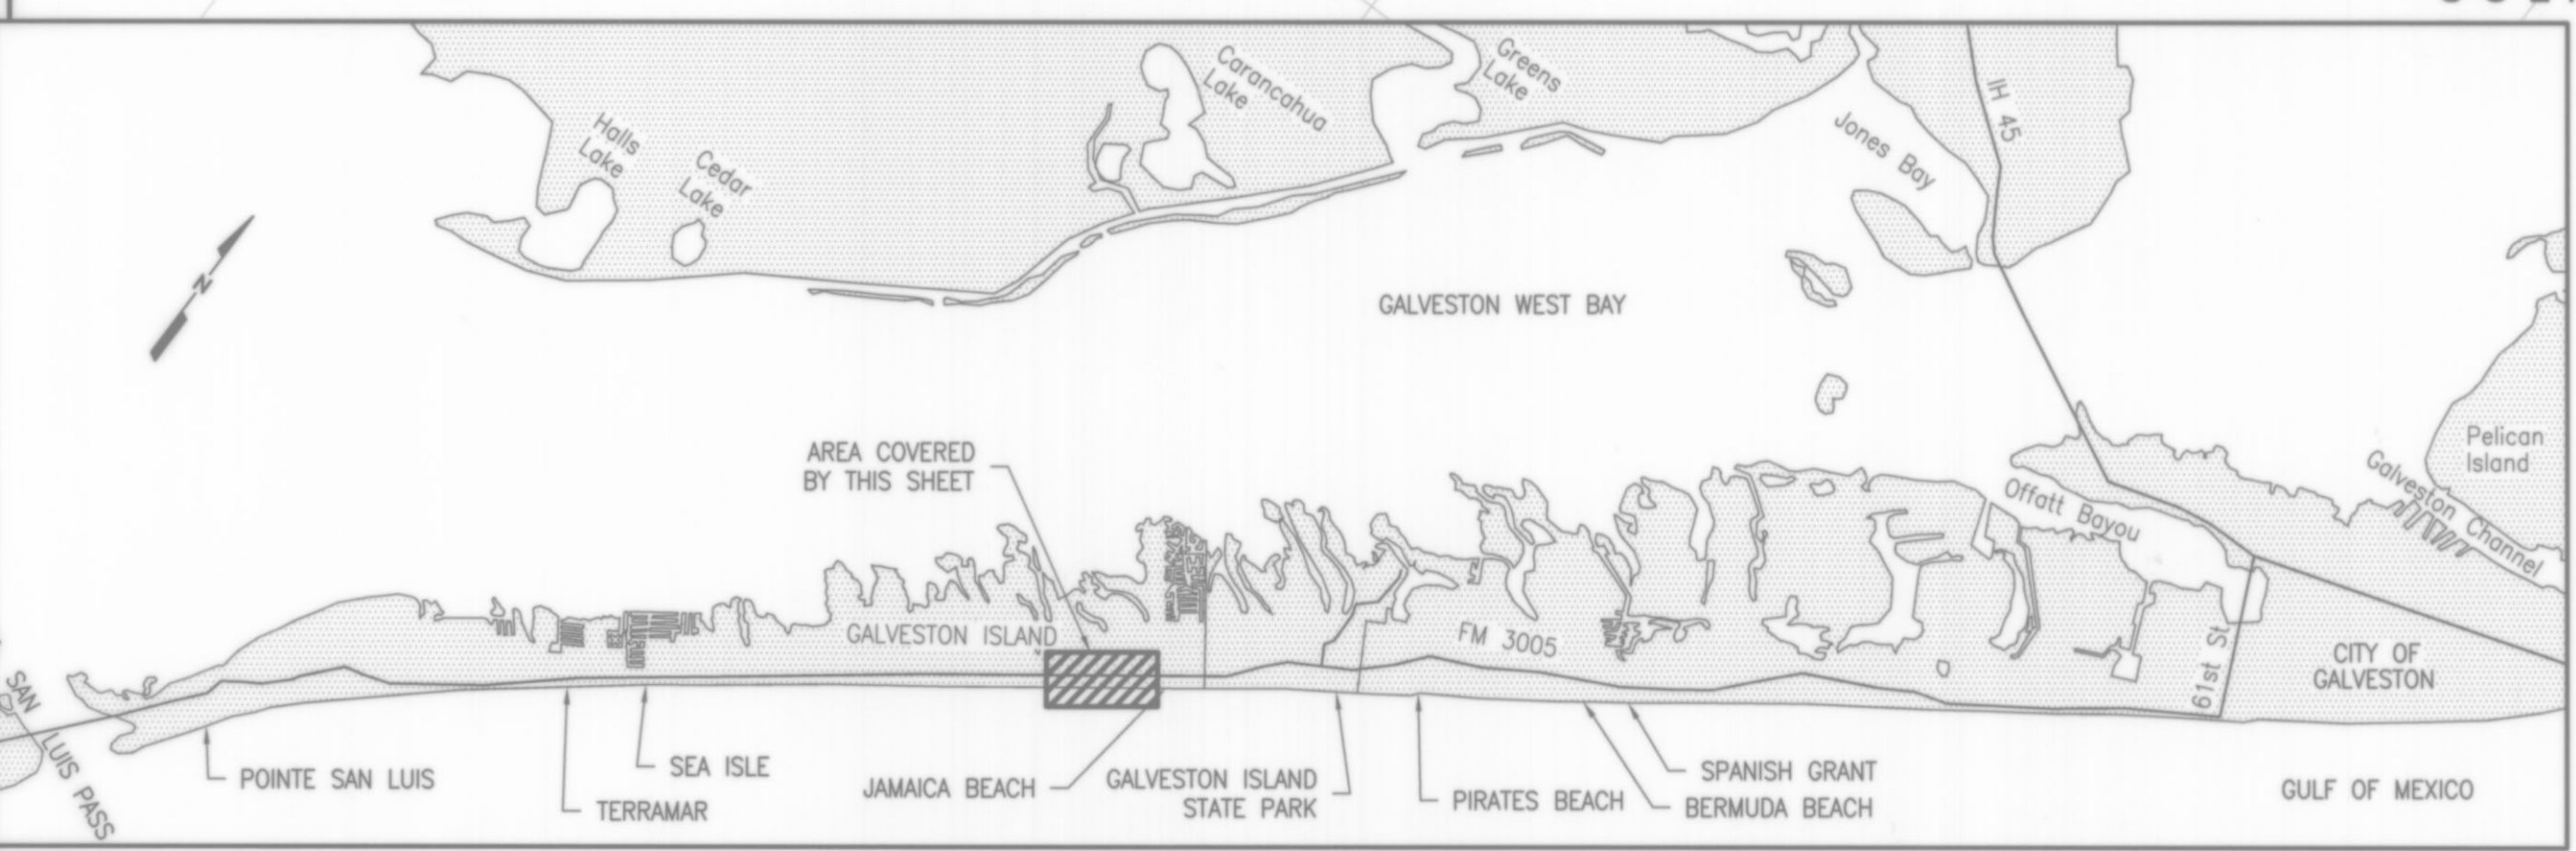 Halls
Lake
Cedar
Lake
Carancahua
Lake
Greens
Lake
Jones Bay
IH 45
N
GALVESTON WEST BAY
AREA COVERED
BY THIS SHEET
Pelican
Island
Galveston Channel
Offatt Bayou
GALVESTON ISLAND
FM 3005
61st St
CITY OF
GALVESTON
SAN LUIS PASS
POINTE SAN LUIS
TERRAMAR
SEA ISLE
JAMAICA BEACH
GALVESTON ISLAND
STATE PARK
PIRATES BEACH
SPANISH GRANT
BERMUDA BEACH
GULF OF MEXICO